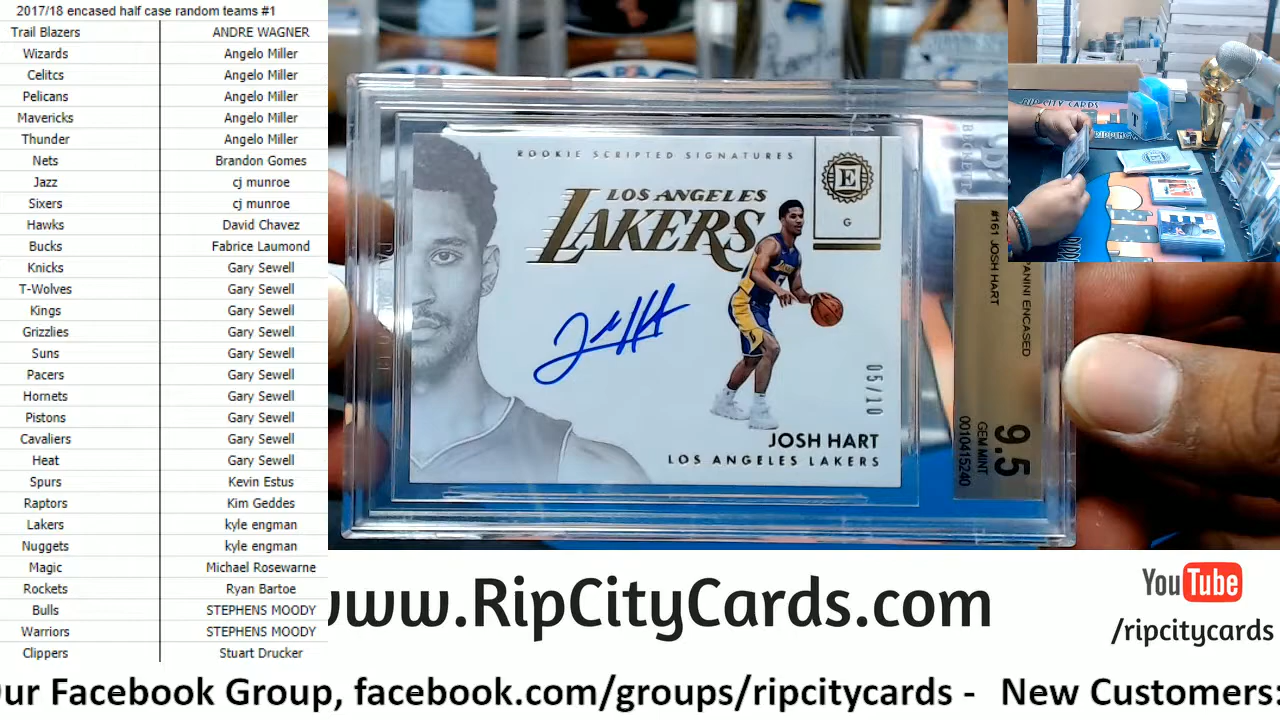 2017/18 encased half case random teams #1
Trail Blazers ANDRE WAGNER
Wizards Angelo Miller
Celitcs Angelo Miller
Pelicans Angelo Miller
Mavericks Angelo Miller
Thunder Angelo Miller
Nets Brandon Gomes
Jazz cj munroe
Sixers cj munroe
Hawks David Chavez
Bucks Fabrice Laumond
Knicks Gary Sewell
T-Wolves Gary Sewell
Kings Gary Sewell
Grizzlies Gary Sewell
Suns Gary Sewell
Pacers Gary Sewell
Hornets Gary Sewell
Pistons Gary Sewell
Cavaliers Gary Sewell
Heat Gary Sewell
Spurs Kevin Estus
Raptors Kim Geddes
Lakers kyle engman
Nuggets kyle engman
Magic Michael Rosewarne
Rockets Ryan Bartoe
Bulls STEPHENS MOODY
Warriors STEPHENS MOODY
Clippers Stuart Drucker
ROOKIE SCRIPTED SIGNATURES
E
G
LOS ANGELES
LAKERS
05/10
JOSH HART
LOS ANGELES LAKERS
PANINI ENCASED
#161 JOSH HART
9.5
GEM MINT
0010415240
RIP CITY CARDS
www.RipCityCards.com
YouTube
/ripcitycards
Our Facebook Group, facebook.com/groups/ripcitycards - New Customers: